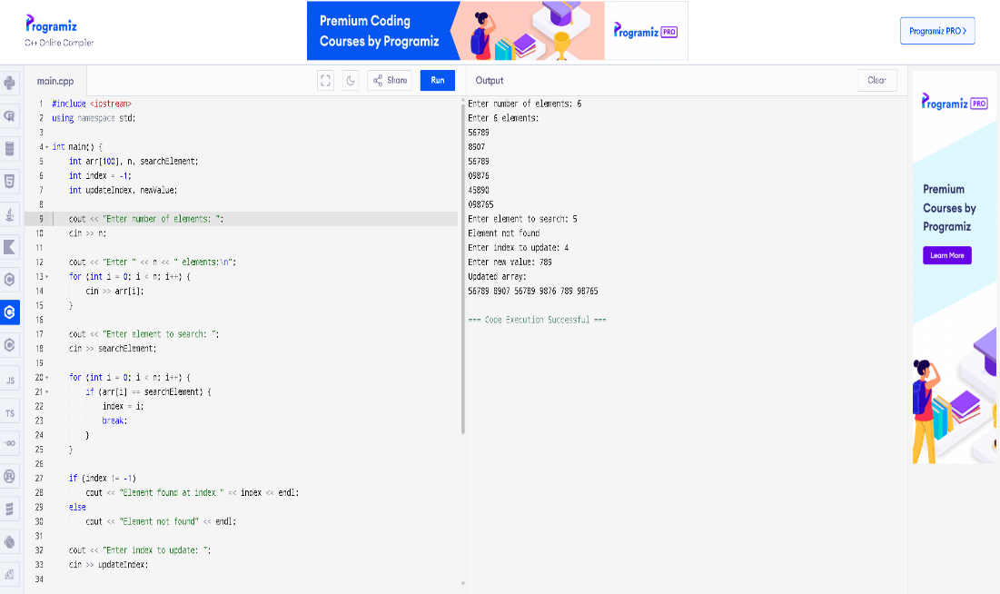 Programiz
C++ Online Compiler
Premium Coding
Courses by Programiz
Programiz PRO
Programiz PRO >
main.cpp
Share
Run
Output
Clear
1 #include <iostream>
2 using namespace std;
3
4 int main() {
5 int arr[100], n, searchElement;
6 int index = -1;
7 int updateIndex, newValue;
8
9 cout << "Enter number of elements: ";
10 cin >> n;
11
12 cout << "Enter " << n << " elements:\n";
13 for (int i = 0; i < n; i++) {
14 cin >> arr[i];
15 }
16
17 cout << "Enter element to search: ";
18 cin >> searchElement;
19
20 for (int i = 0; i < n; i++) {
21 if (arr[i] == searchElement) {
22 index = i;
23 break;
24 }
25 }
26
27 if (index != -1)
28 cout << "Element found at index " << index << endl;
29 else
30 cout << "Element not found" << endl;
31
32 cout << "Enter index to update: ";
33 cin >> updateIndex;
34
Enter number of elements: 6
Enter 6 elements:
56789
8907
56789
09876
45890
098765
Enter element to search: 5
Element not found
Enter index to update: 4
Enter new value: 789
Updated array:
56789 8907 56789 9876 789 98765
=== Code Execution Successful ===
Programiz PRO
Premium
Courses by
Programiz
Learn More
JS
TS